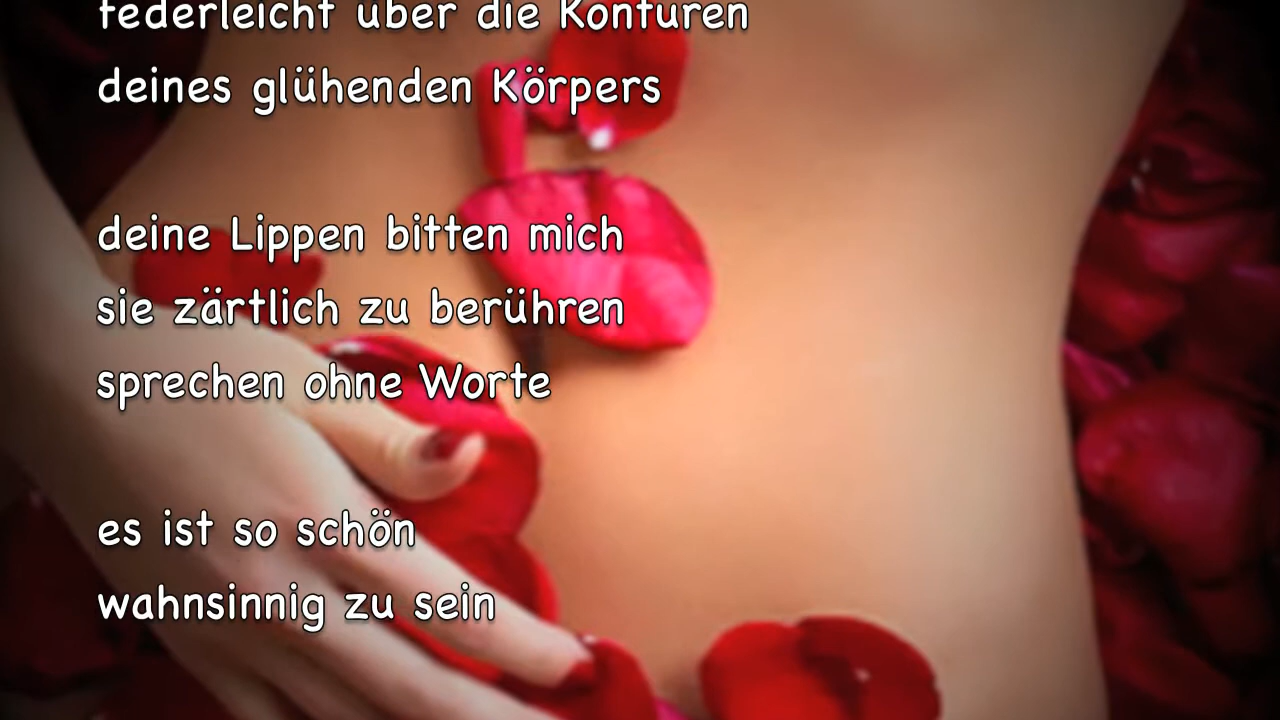 federleicht über die Konturen
deines glühenden Körpers
deine Lippen bitten mich
sie zärtlich zu berühren
sprechen ohne Worte
es ist so schön
wahnsinnig zu sein